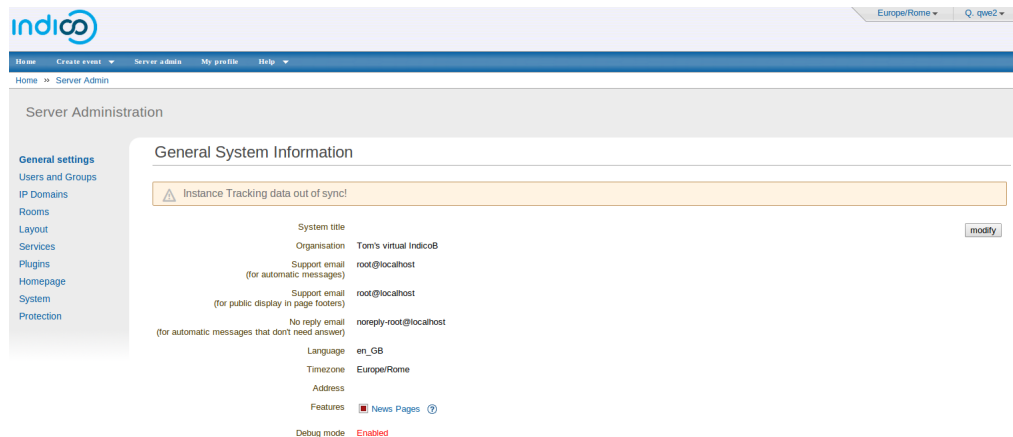 indico
Europe/Rome
Q. qwe2
Home Create event Server admin My profile Help
Home » Server Admin
Server Administration
General settings
Users and Groups
IP Domains
Rooms
Layout
Services
Plugins
Homepage
System
Protection
General System Information
Instance Tracking data out of sync!
System title
modify
Organisation Tom's virtual IndicoB
Support email root@localhost
(for automatic messages)
Support email root@localhost
(for public display in page footers)
No reply email noreply-root@localhost
(for automatic messages that don't need answer)
Language en_GB
Timezone Europe/Rome
Address
Features News Pages ?
Debug mode Enabled